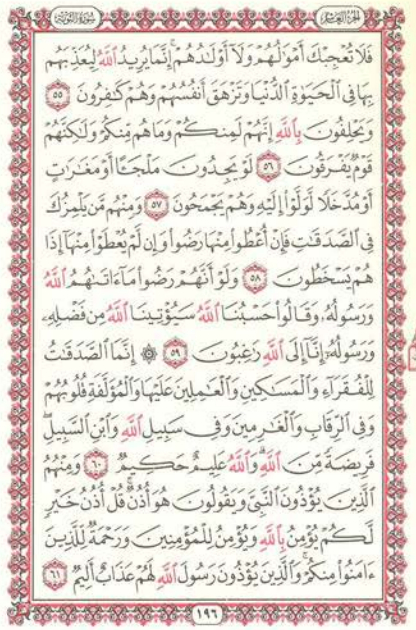 الجزء العاشر
سورة التوبة
فَلَا تُعۡجِبۡكَ أَمۡوَٰلُهُمۡ وَلَآ أَوۡلَٰدُهُمۡۚ إِنَّمَا يُرِيدُ ٱللَّهُ لِيُعَذِّبَهُم
بِهَا فِي ٱلۡحَيَوٰةِ ٱلدُّنۡيَا وَتَزۡهَقَ أَنفُسُهُمۡ وَهُمۡ كَٰفِرُونَ ٥٥
وَيَحۡلِفُونَ بِٱللَّهِ إِنَّهُمۡ لَمِنكُمۡ وَمَا هُم مِّنكُمۡ وَلَٰكِنَّهُمۡ
قَوۡمٞ يَفۡرَقُونَ ٥٦ لَوۡ يَجِدُونَ مَلۡجَـًٔا أَوۡ مَغَٰرَٰتٍ
أَوۡ مُدَّخَلٗا لَّوَلَّوۡاْ إِلَيۡهِ وَهُمۡ يَجۡمَحُونَ ٥٧ وَمِنۡهُم مَّن يَلۡمِزُكَ
فِي ٱلصَّدَقَٰتِ فَإِنۡ أُعۡطُواْ مِنۡهَا رَضُواْ وَإِن لَّمۡ يُعۡطَوۡاْ مِنۡهَآ إِذَا
هُمۡ يَسۡخَطُونَ ٥٨ وَلَوۡ أَنَّهُمۡ رَضُواْ مَآ ءَاتَىٰهُمُ ٱللَّهُ
وَرَسُولُهُۥ وَقَالُواْ حَسۡبُنَا ٱللَّهُ سَيُؤۡتِينَا ٱللَّهُ مِن فَضۡلِهِۦ
وَرَسُولُهُۥٓ إِنَّآ إِلَى ٱللَّهِ رَٰغِبُونَ ٥٩ ۞ إِنَّمَا ٱلصَّدَقَٰتُ
لِلۡفُقَرَآءِ وَٱلۡمَسَٰكِينِ وَٱلۡعَٰمِلِينَ عَلَيۡهَا وَٱلۡمُؤَلَّفَةِ قُلُوبُهُمۡ
وَفِي ٱلرِّقَابِ وَٱلۡغَٰرِمِينَ وَفِي سَبِيلِ ٱللَّهِ وَٱبۡنِ ٱلسَّبِيلِۖ
فَرِيضَةٗ مِّنَ ٱللَّهِۗ وَٱللَّهُ عَلِيمٌ حَكِيمٞ ٦٠ وَمِنۡهُمُ
ٱلَّذِينَ يُؤۡذُونَ ٱلنَّبِيَّ وَيَقُولُونَ هُوَ أُذُنٞۚ قُلۡ أُذُنُ خَيۡرٖ
لَّكُمۡ يُؤۡمِنُ بِٱللَّهِ وَيُؤۡمِنُ لِلۡمُؤۡمِنِينَ وَرَحۡمَةٞ لِّلَّذِينَ
ءَامَنُواْ مِنكُمۡۚ وَٱلَّذِينَ يُؤۡذُونَ رَسُولَ ٱللَّهِ لَهُمۡ عَذَابٌ أَلِيمٞ ٦١
١٩٦